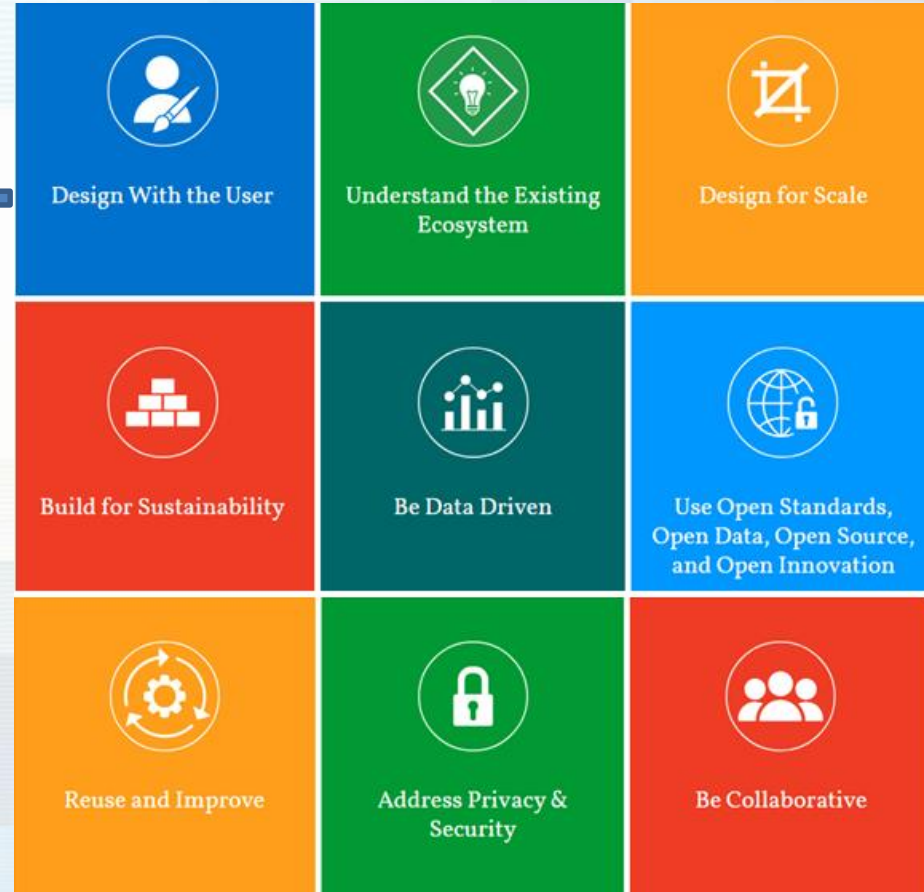 Design With the User
Understand the Existing
Ecosystem
Design for Scale
Build for Sustainability
Be Data Driven
Use Open Standards,
Open Data, Open Source,
and Open Innovation
Reuse and Improve
Address Privacy &
Security
Be Collaborative